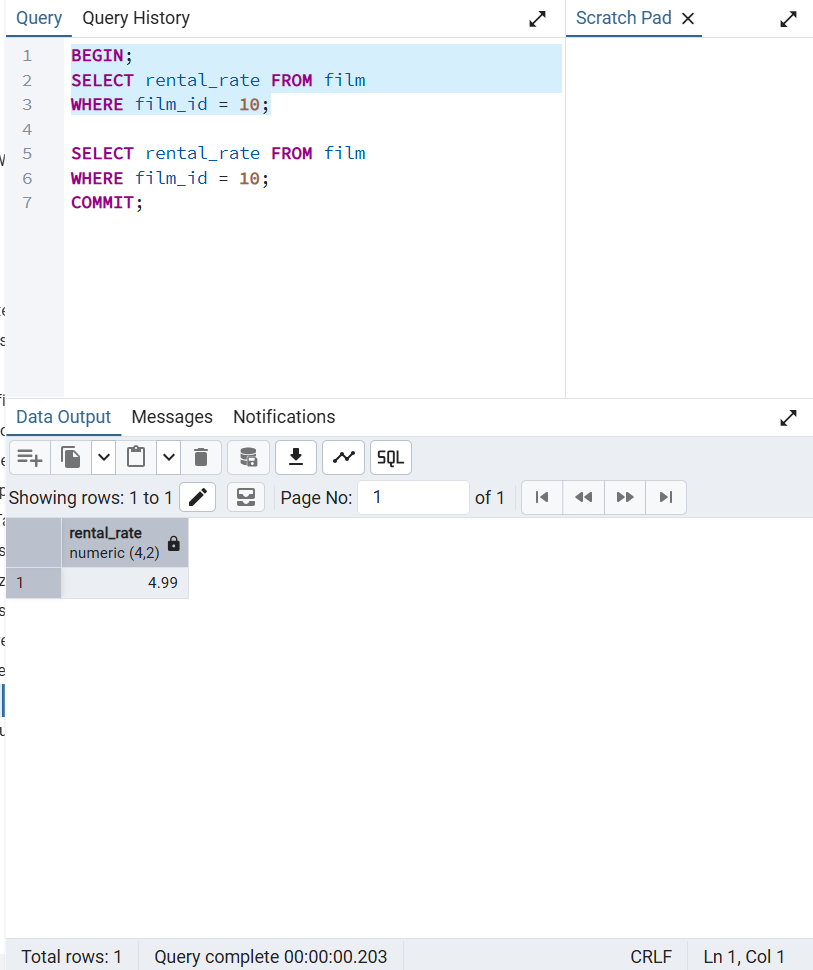 Query Query History Scratch Pad
1 BEGIN;
2 SELECT rental_rate FROM film
3 WHERE film_id = 10;
4
5 SELECT rental_rate FROM film
6 WHERE film_id = 10;
7 COMMIT;
Data Output Messages Notifications
SQL
Showing rows: 1 to 1 Page No: 1 of 1
rental_rate
numeric (4,2)
1 4.99
Total rows: 1 Query complete 00:00:00.203 CRLF Ln 1, Col 1